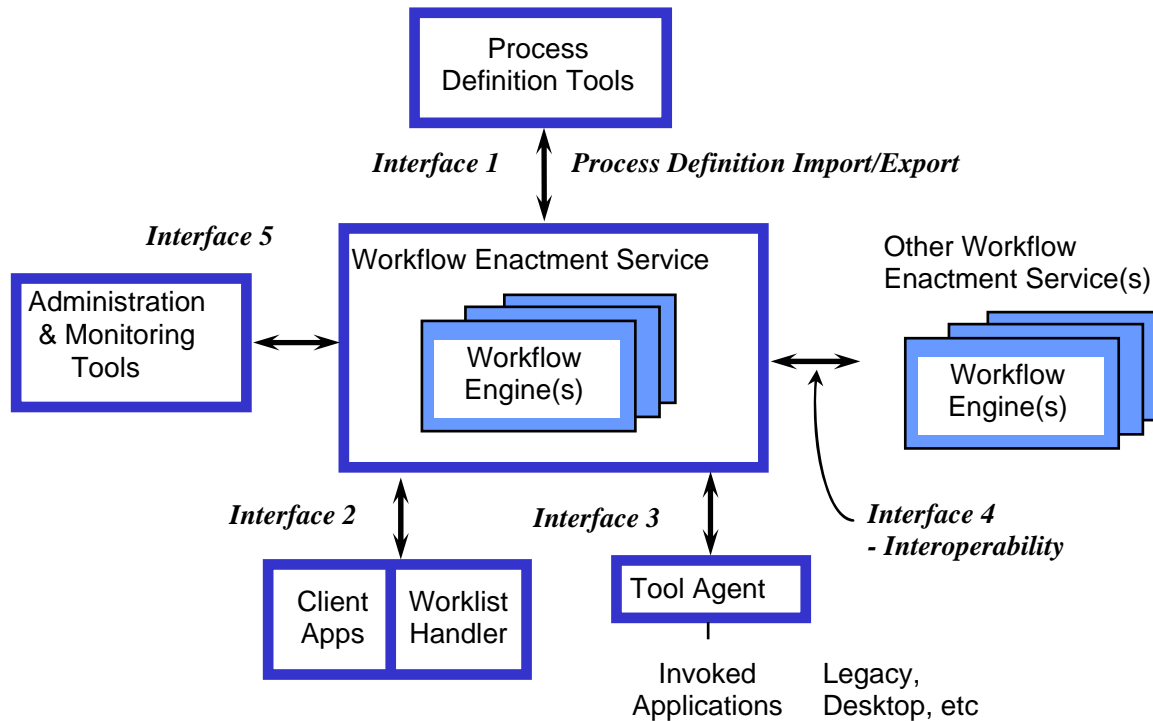 Process
Definition Tools
Interface 1
Process Definition Import/Export
Interface 5
Workflow Enactment Service
Other Workflow
Enactment Service(s)
Administration
& Monitoring
Tools
Workflow
Engine(s)
Workflow
Engine(s)
Interface 2
Interface 3
Interface 4
- Interoperability
Client
Apps
Worklist
Handler
Tool Agent
Invoked
Applications
Legacy,
Desktop, etc